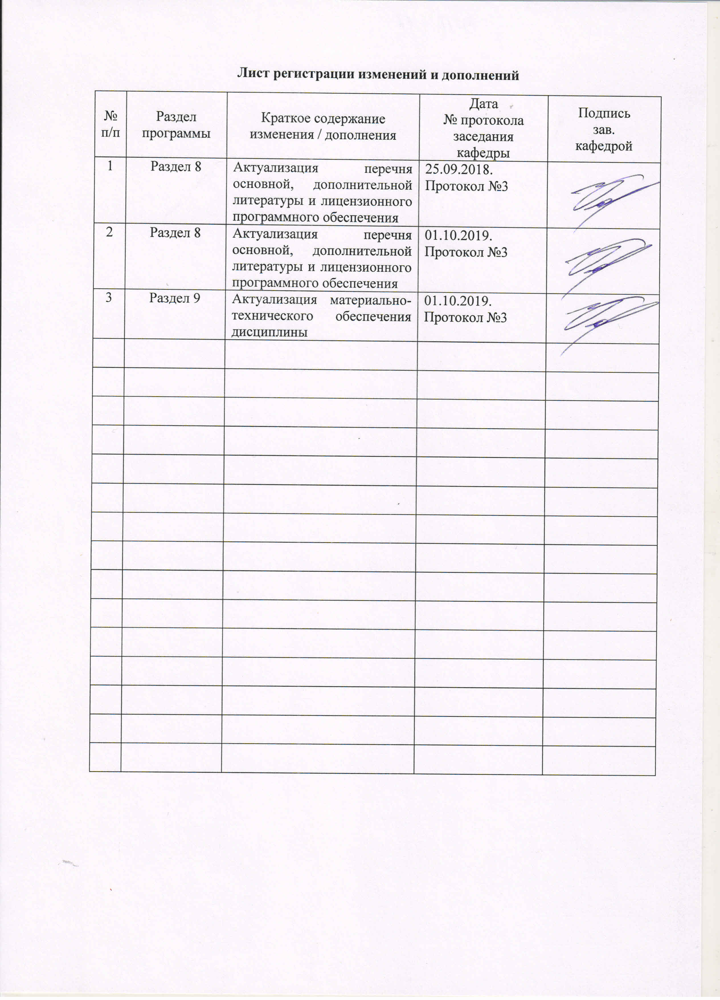 Лист регистрации изменений и дополнений
№
п/п
Раздел
программы
Краткое содержание
изменения / дополнения
Дата
№ протокола
заседания
кафедры
Подпись
зав.
кафедрой
1
Раздел 8
Актуализация перечня
основной, дополнительной
литературы и лицензионного
программного обеспечения
25.09.2018.
Протокол №3
2
Раздел 8
Актуализация перечня
основной, дополнительной
литературы и лицензионного
программного обеспечения
01.10.2019.
Протокол №3
3
Раздел 9
Актуализация материально-
технического обеспечения
дисциплины
01.10.2019.
Протокол №3